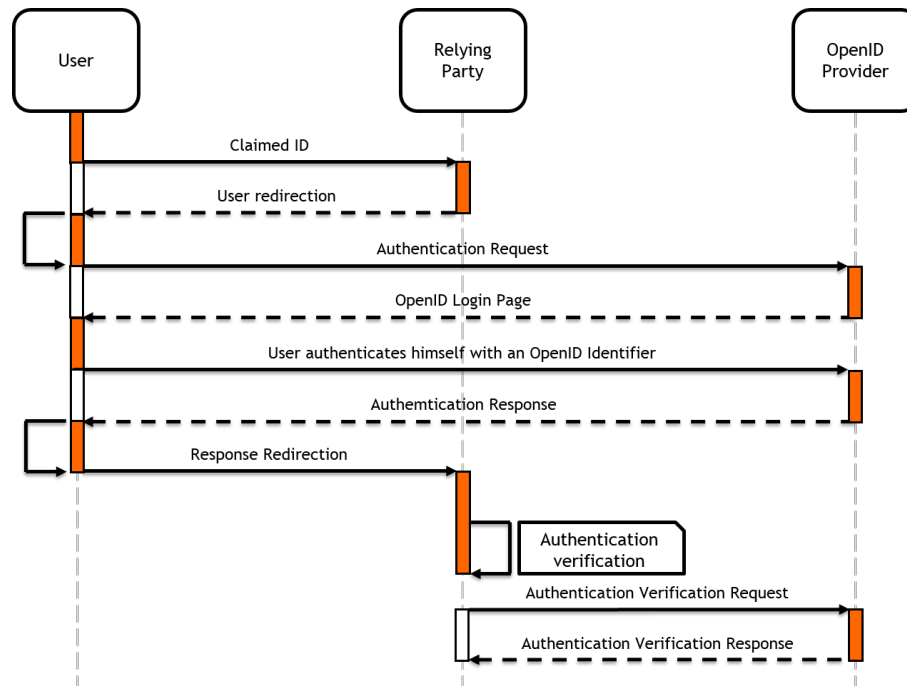 User
Relying
Party
OpenID
Provider
Claimed ID
User redirection
Authentication Request
OpenID Login Page
User authenticates himself with an OpenID Identifier
Authemtication Response
Response Redirection
Authentication
verification
Authentication Verification Request
Authentication Verification Response